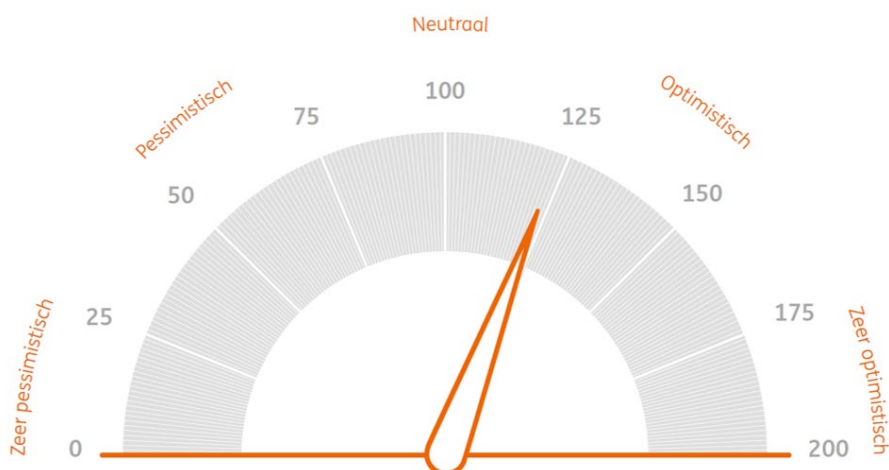 Neutraal
100
75
125
Pessimistisch
Optimistisch
50
150
25
175
Zeer pessimistisch
Zeer optimistisch
0
200